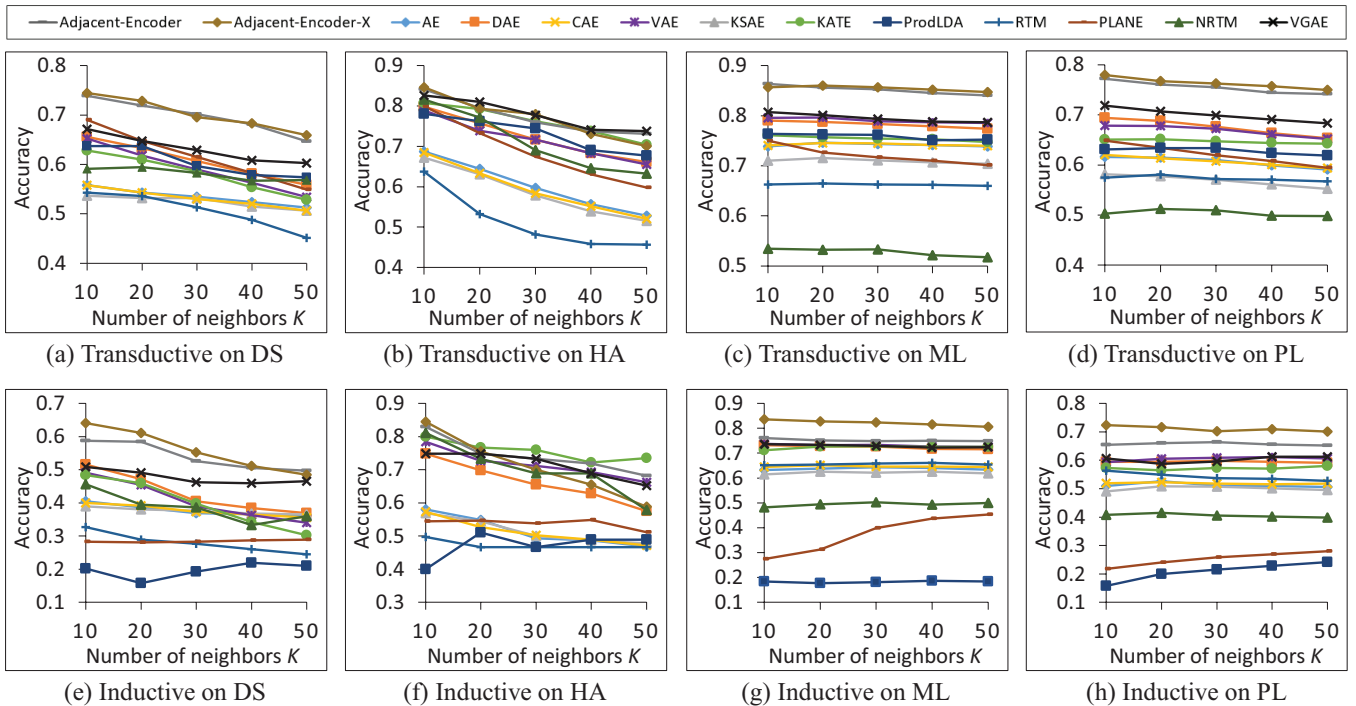 Adjacent-Encoder Adjacent-Encoder-X AE DAE CAE VAE KSAE KATE ProdLDA RTM PLANE NRTM VGAE
0.8
0.7
0.6
0.5
0.4
Accuracy
10 20 30 40 50
Number of neighbors K
(a) Transductive on DS
0.9
0.8
0.7
0.6
0.5
0.4
Accuracy
10 20 30 40 50
Number of neighbors K
(b) Transductive on HA
0.9
0.8
0.7
0.6
0.5
Accuracy
10 20 30 40 50
Number of neighbors K
(c) Transductive on ML
0.8
0.7
0.6
0.5
0.4
Accuracy
10 20 30 40 50
Number of neighbors K
(d) Transductive on PL
0.7
0.6
0.5
0.4
0.3
0.2
0.1
Accuracy
10 20 30 40 50
Number of neighbors K
(e) Inductive on DS
0.9
0.8
0.7
0.6
0.5
0.4
0.3
Accuracy
10 20 30 40 50
Number of neighbors K
(f) Inductive on HA
0.9
0.8
0.7
0.6
0.5
0.4
0.3
0.2
0.1
Accuracy
10 20 30 40 50
Number of neighbors K
(g) Inductive on ML
0.8
0.7
0.6
0.5
0.4
0.3
0.2
0.1
Accuracy
10 20 30 40 50
Number of neighbors K
(h) Inductive on PL